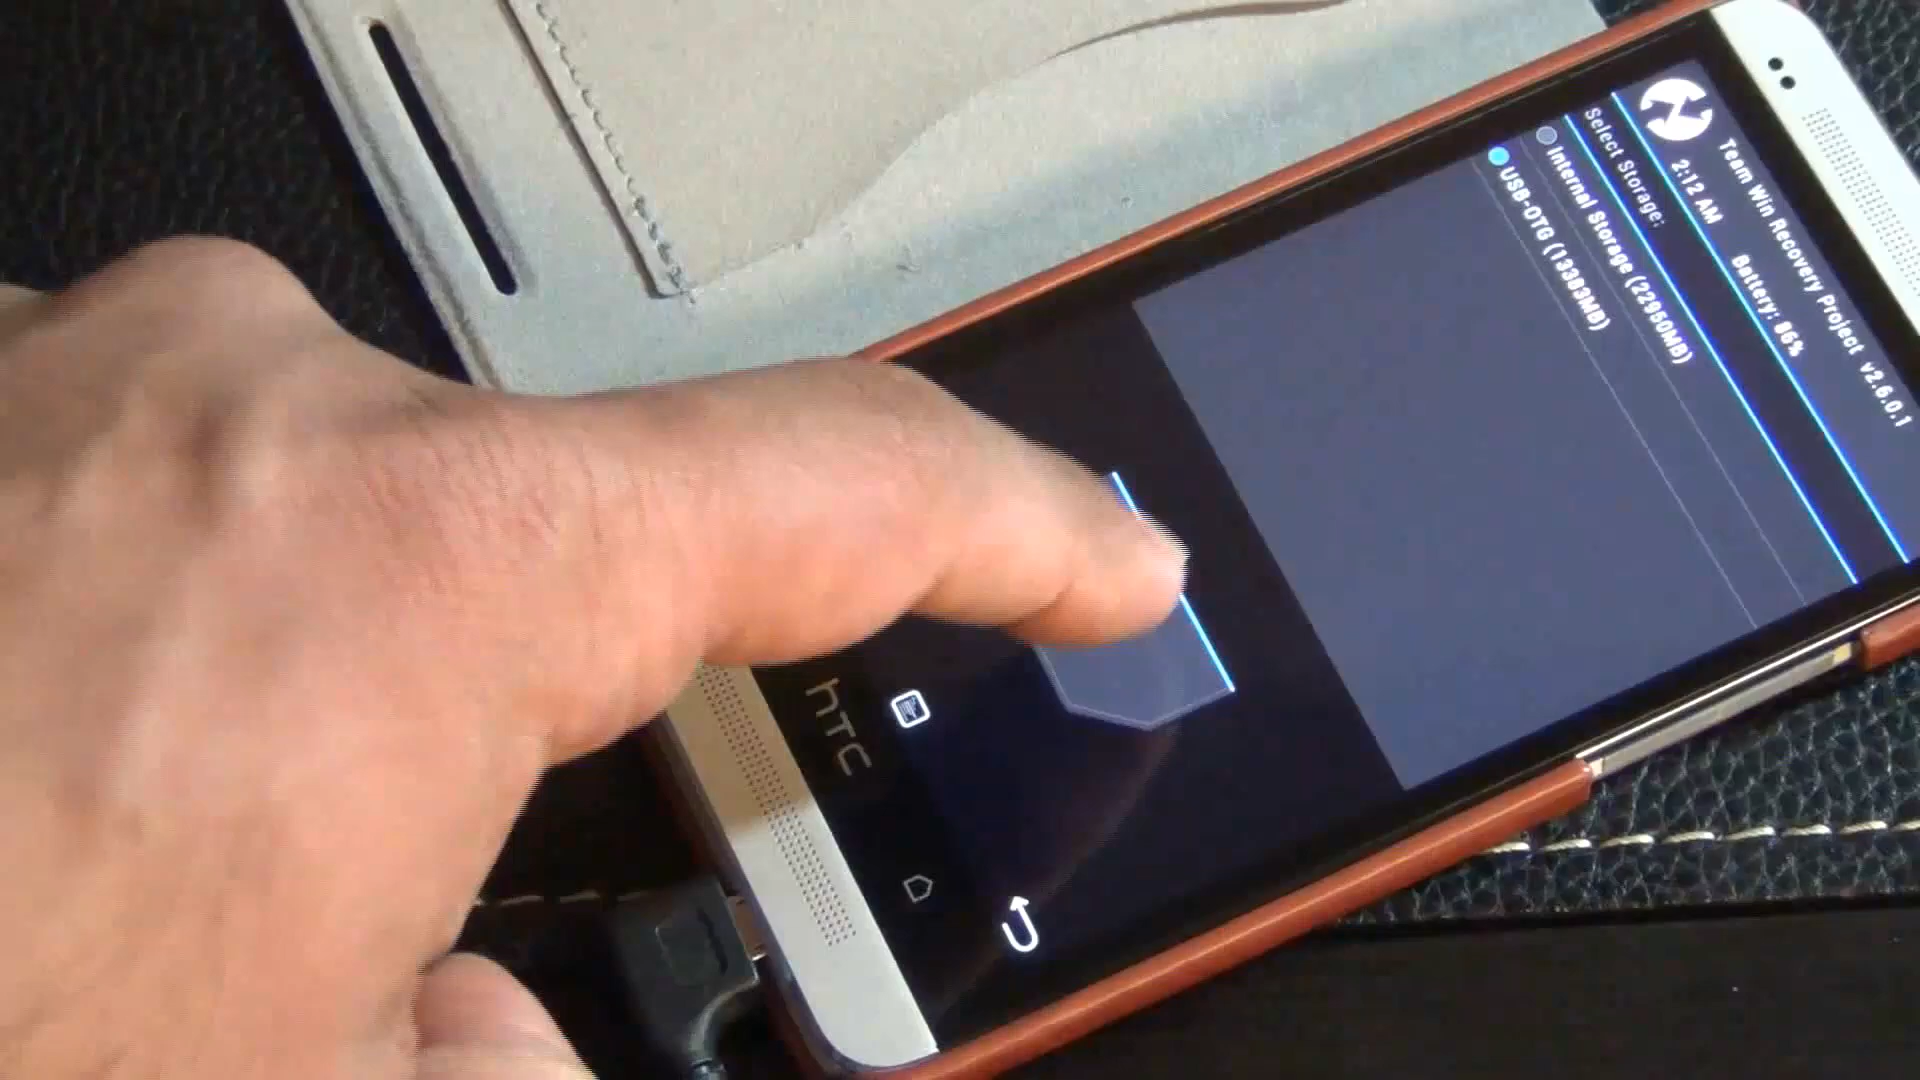 Team Win Recovery Project v2.6.0.1
2:12 AM Battery: 86%
Select Storage:
Internal Storage (22950MB)
USB-OTG (13383MB)
hTC